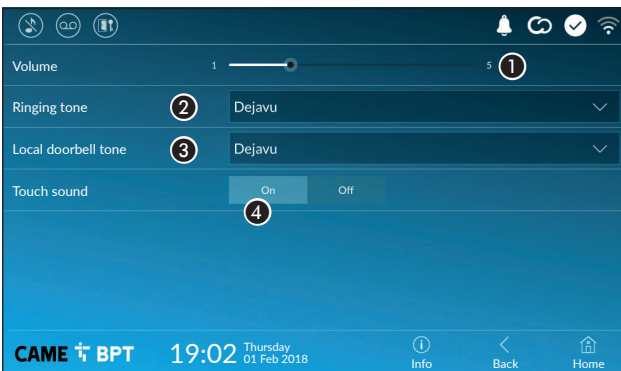 Volume 1 5 1
Ringing tone 2 Dejavu
Local doorbell tone 3 Dejavu
Touch sound On Off
4
CAME BPT 19:02 Thursday
01 Feb 2018
Info Back Home